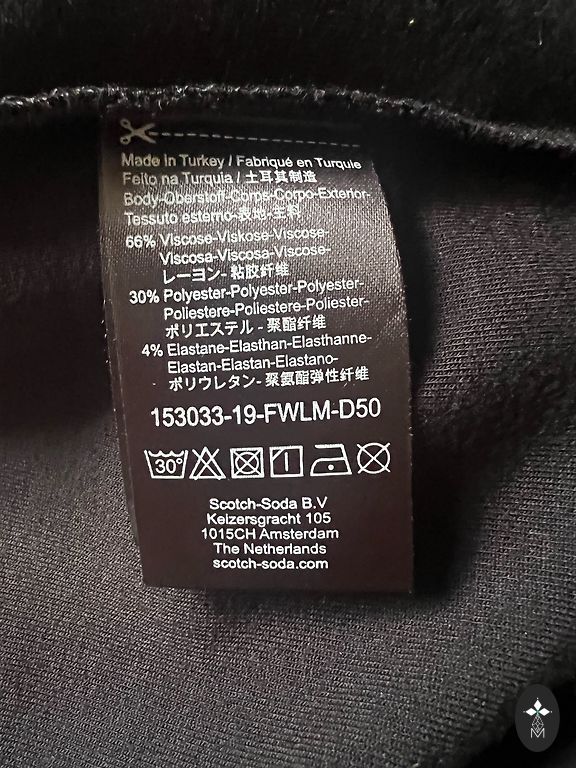 Made in Turkey / Fabriqué en Turquie
Feito na Turquia / 土耳其制造
Body-Oberstoff-Corps-Corpo-Exterior-
Tessuto esterno-表地-主料
66% Viscose-Viskose-Viscose-
Viscosa-Viscosa-Viscose-
レーヨン- 粘胶纤维
30% Polyester-Polyester-Polyester-
Poliestere-Poliestere-Poliester-
ポリエステル - 聚酯纤维
4% Elastane-Elasthan-Elasthanne-
Elastan-Elastan-Elastano-
ポリウレタン- 聚氨酯弹性纤维
153033-19-FWLM-D50
30°
Scotch-Soda B.V
Keizersgracht 105
1015CH Amsterdam
The Netherlands
scotch-soda.com